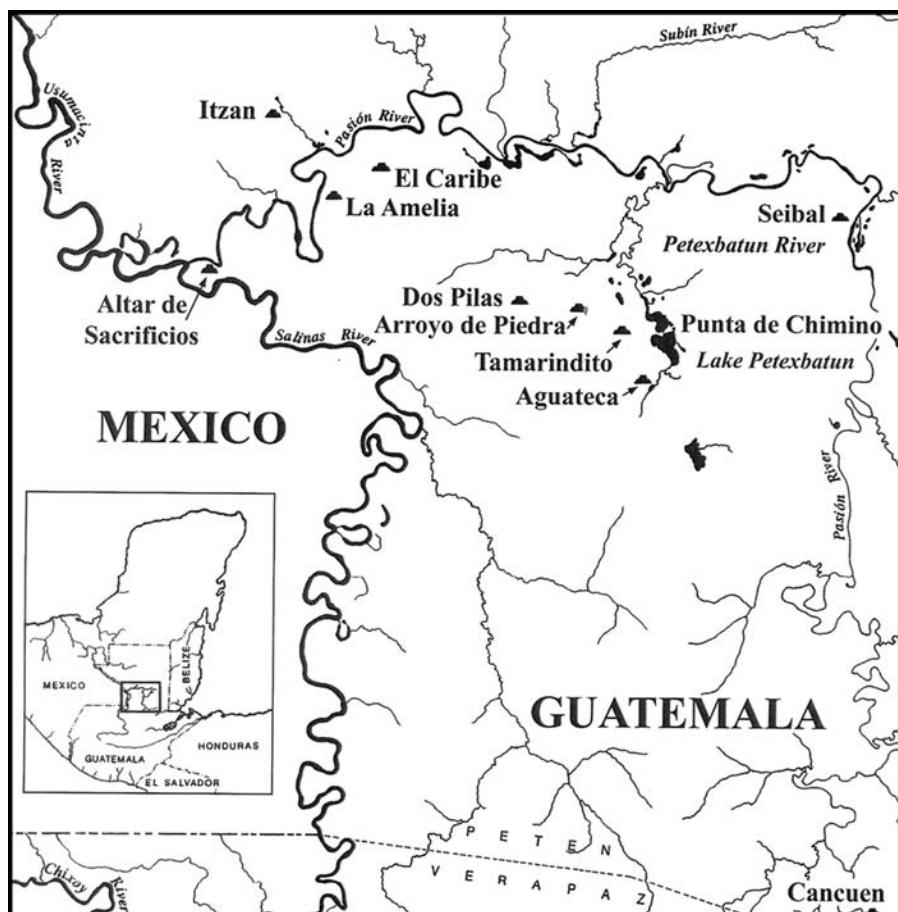 Subín River
Usumacinta
River
Itzan
Pasión River
El Caribe
La Amelia
Seibal
Petexbatun River
Altar de
Sacrificios
Dos Pilas
Arroyo de Piedra
Punta de Chimino
Salinas River
Tamarindito
Lake Petexbatun
Aguateca
MEXICO
Pasión River
BELIZE
MEXICO
GUATEMALA
HONDURAS
GUATEMALA
EL SALVADOR
PETEN
VERAPAZ
Chixoy
River
Cancuen